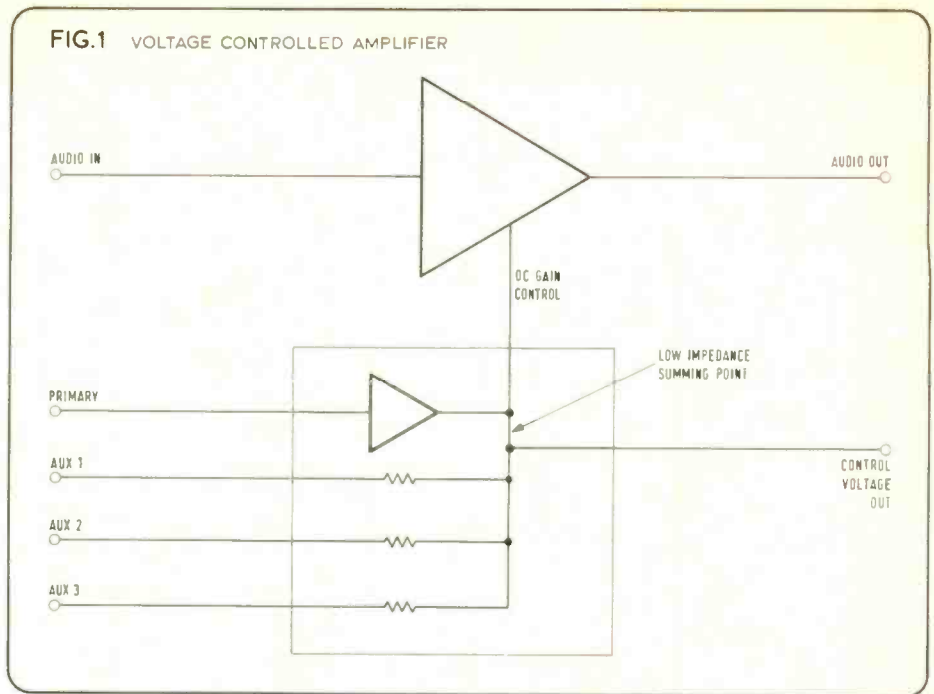 FIG.1 VOLTAGE CONTROLLED AMPLIFIER
AUDIO IN
AUDIO OUT
DC GAIN
CONTROL
LOW IMPEDANCE
SUMMING POINT
PRIMARY
AUX 1
CONTROL
VOLTAGE
OUT
AUX 2
AUX 3